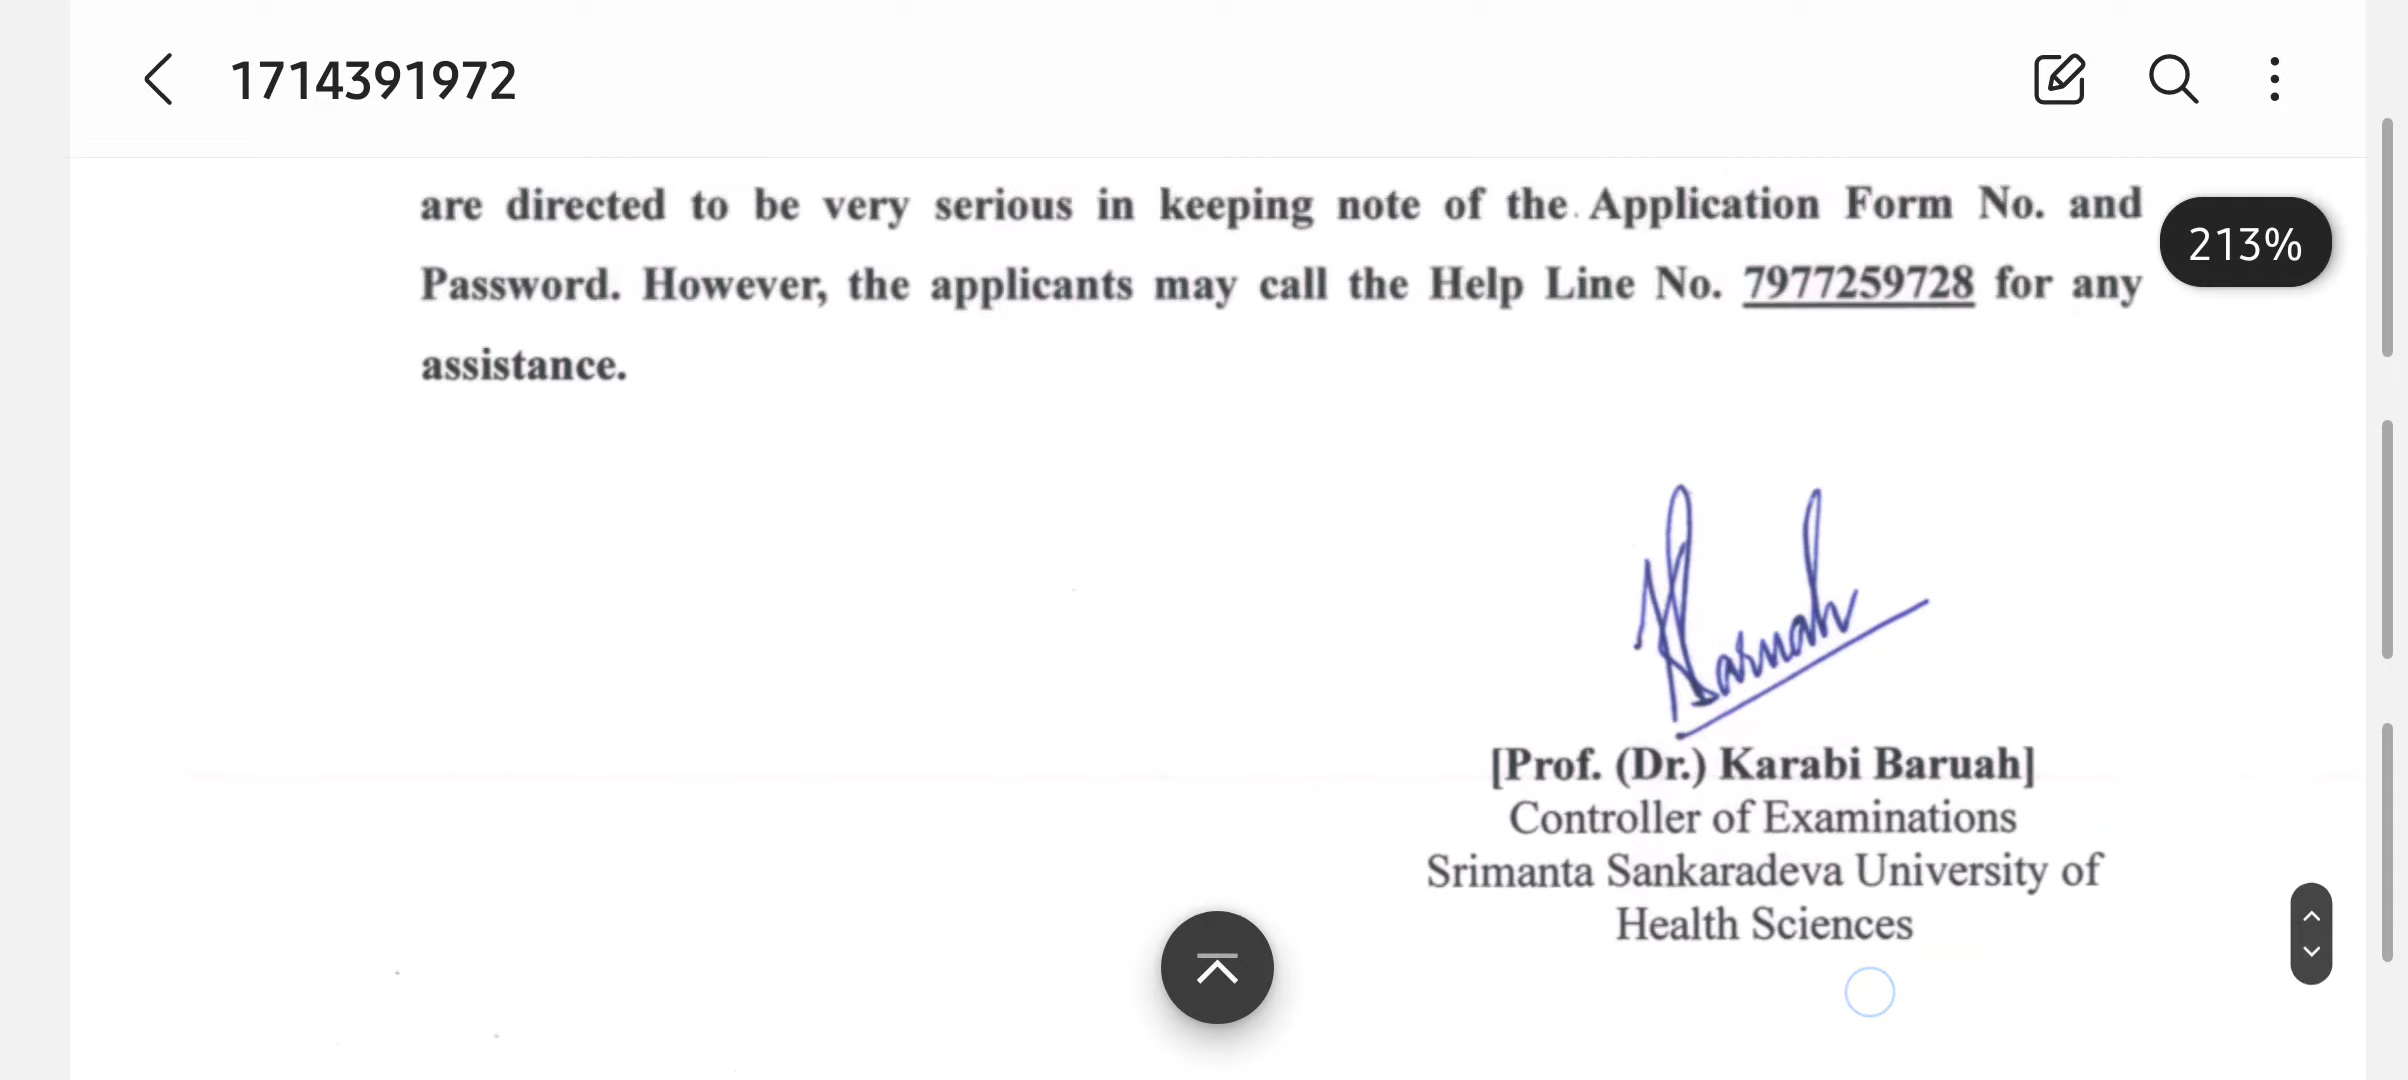 1714391972
are directed to be very serious in keeping note of the Application Form No. and
213%
Password. However, the applicants may call the Help Line No. 7977259728 for any
assistance.
Baruah
[Prof. (Dr.) Karabi Baruah]
Controller of Examinations
Srimanta Sankaradeva University of
Health Sciences